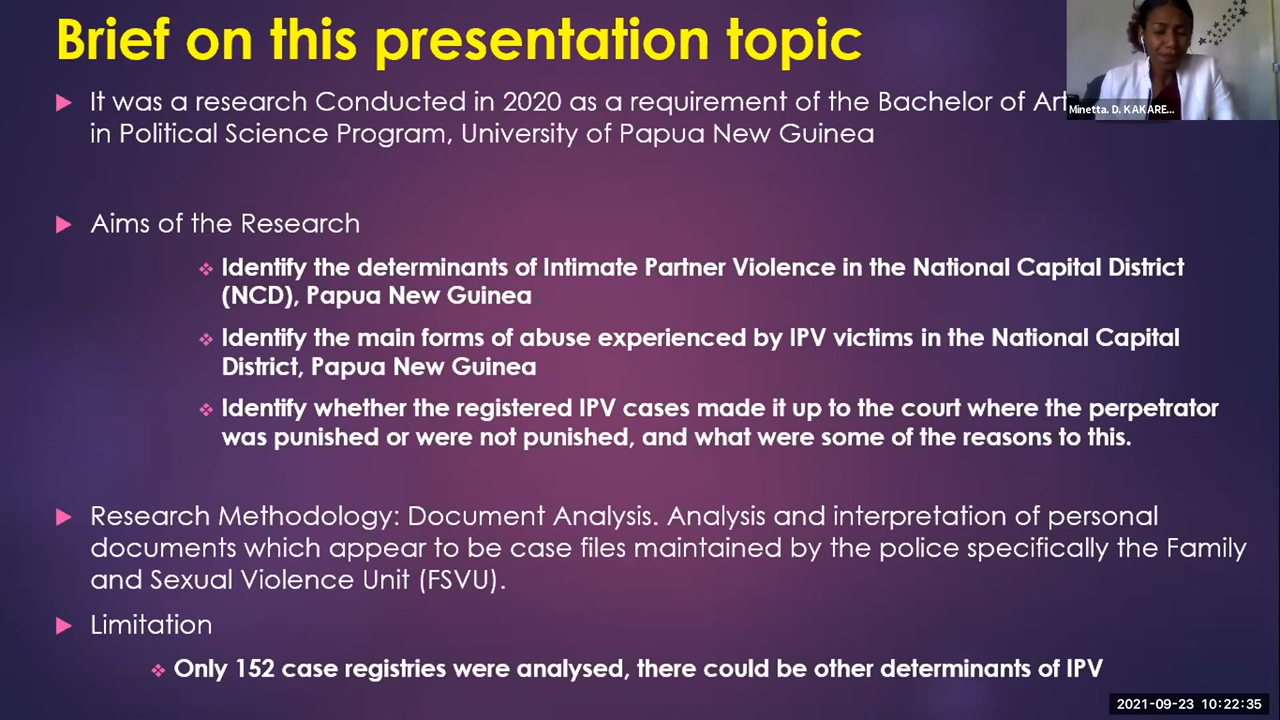 Brief on this presentation topic
It was a research Conducted in 2020 as a requirement of the Bachelor of Art
in Political Science Program, University of Papua New Guinea
Minetta. D. KAKARE...
Aims of the Research
Identify the determinants of Intimate Partner Violence in the National Capital District
(NCD), Papua New Guinea
Identify the main forms of abuse experienced by IPV victims in the National Capital
District, Papua New Guinea
Identify whether the registered IPV cases made it up to the court where the perpetrator
was punished or were not punished, and what were some of the reasons to this.
Research Methodology: Document Analysis. Analysis and interpretation of personal
documents which appear to be case files maintained by the police specifically the Family
and Sexual Violence Unit (FSVU).
Limitation
Only 152 case registries were analysed, there could be other determinants of IPV
2021-09-23 10:22:35